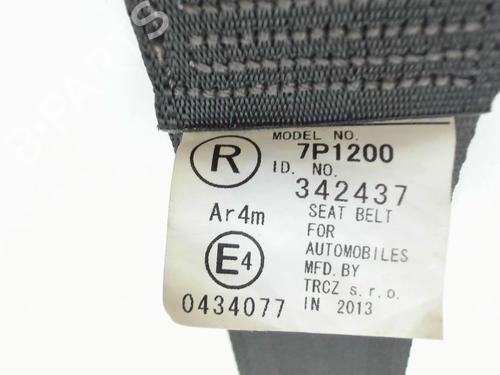 MODEL NO.
R 7P1200
ID. NO.
342437
Ar4m SEAT BELT
FOR
AUTOMOBILES
E4 MFD. BY
TRCZ s. r. o.
0434077 IN 2013